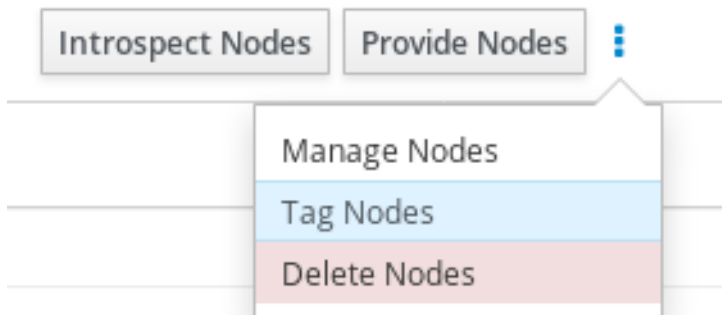 Introspect Nodes Provide Nodes
Manage Nodes
Tag Nodes
Delete Nodes